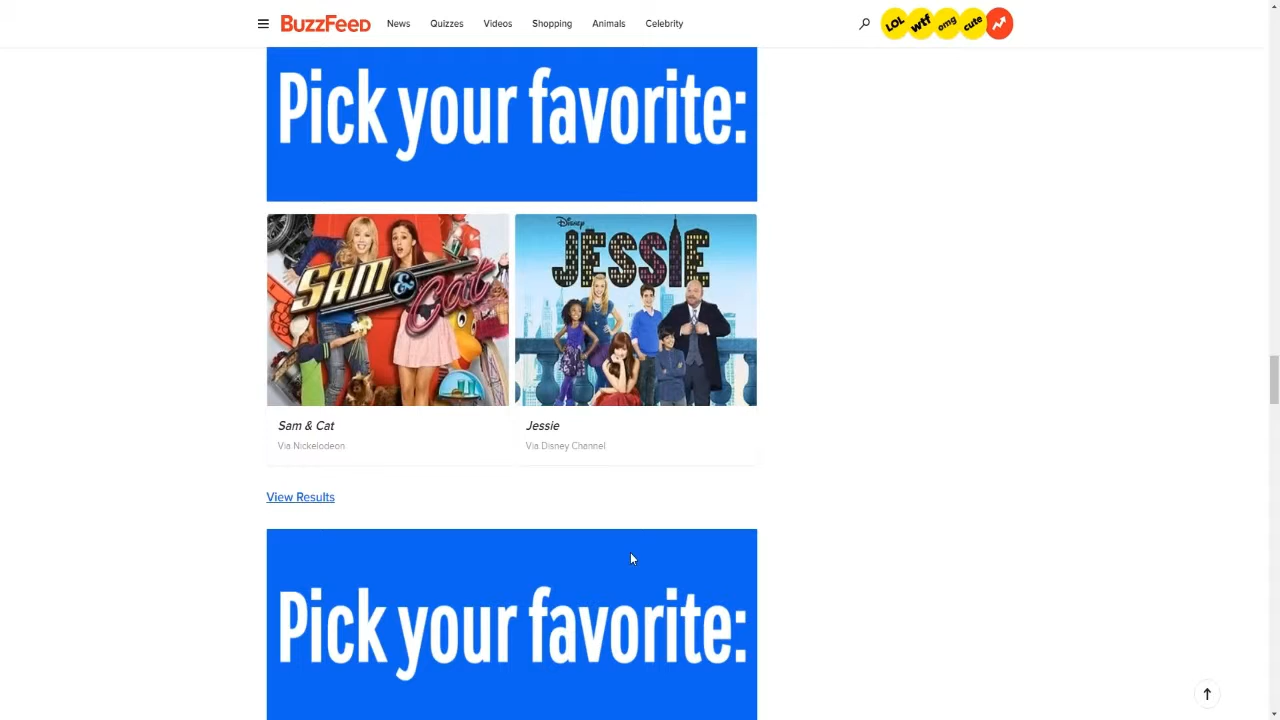 BuzzFeed News Quizzes Videos Shopping Animals Celebrity LOL wtf omg cute
Pick your favorite:
SAM & Cat
Disney
JESSIE
Sam & Cat
Via Nickelodeon
Jessie
Via Disney Channel
View Results
Pick your favorite: